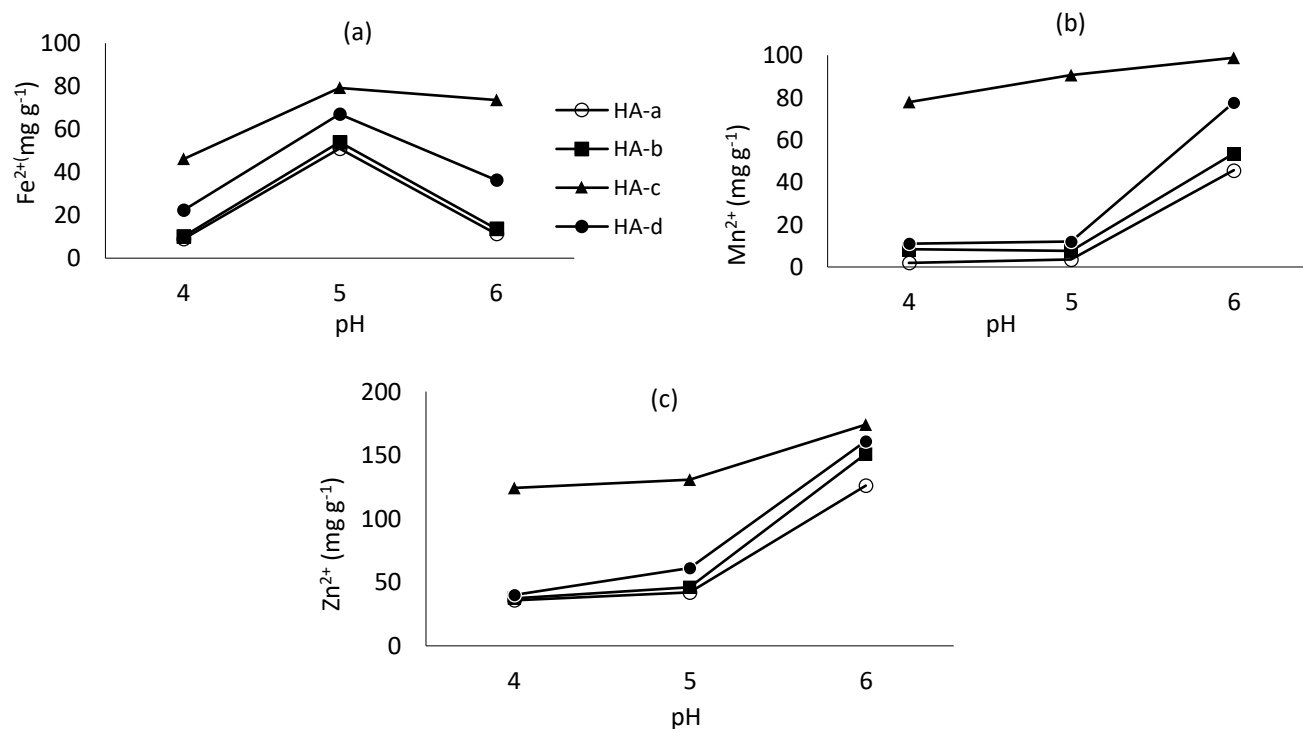 (a)
100
80
60
40
20
0
Fe²⁺⁽(mg g⁻¹)
4 5 6
pH
HA-a
HA-b
HA-c
HA-d
(b)
100
80
60
40
20
0
Mn²⁺ (mg g⁻¹)
4 5 6
pH
(c)
200
150
100
50
0
Zn²⁺ (mg g⁻¹)
4 5 6
pH